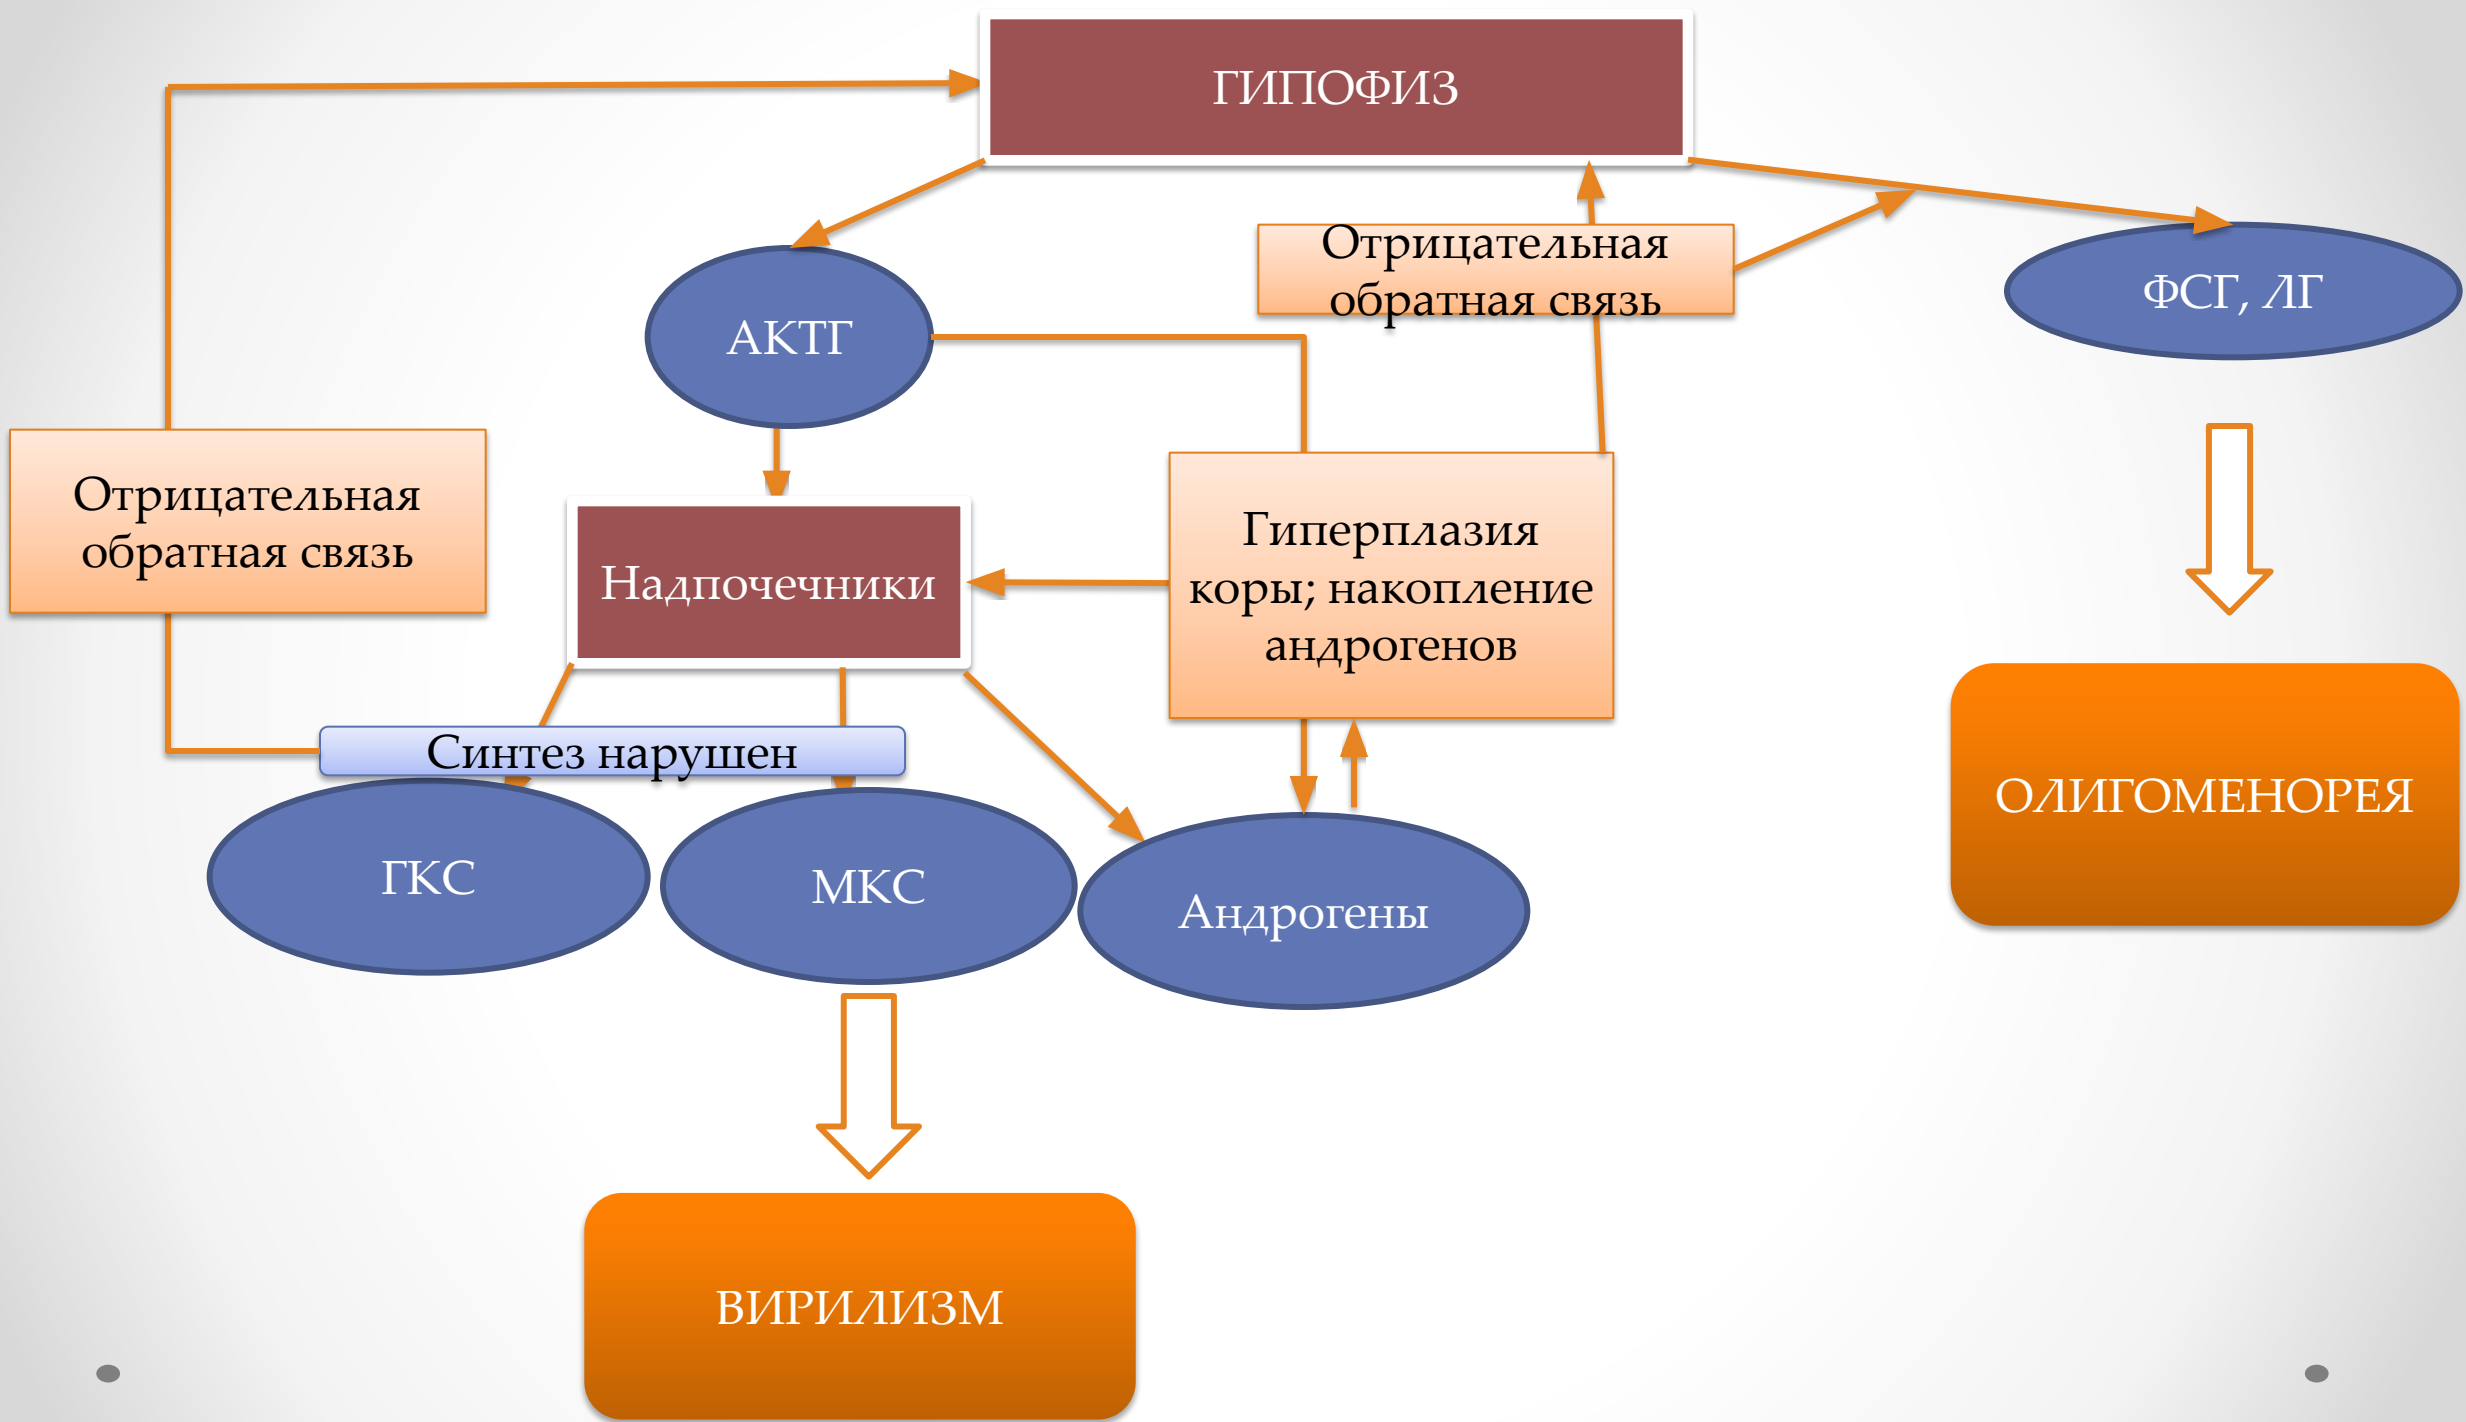 ГИПОФИЗ
Отрицательная
обратная связь
ФСГ, ЛГ
АКТГ
Отрицательная
обратная связь
Надпочечники
Гиперплазия
коры; накопление
андрогенов
Синтез нарушен
ГКС
МКС
Андрогены
ОЛИГОМЕНОРЕЯ
ВИРИЛИЗМ